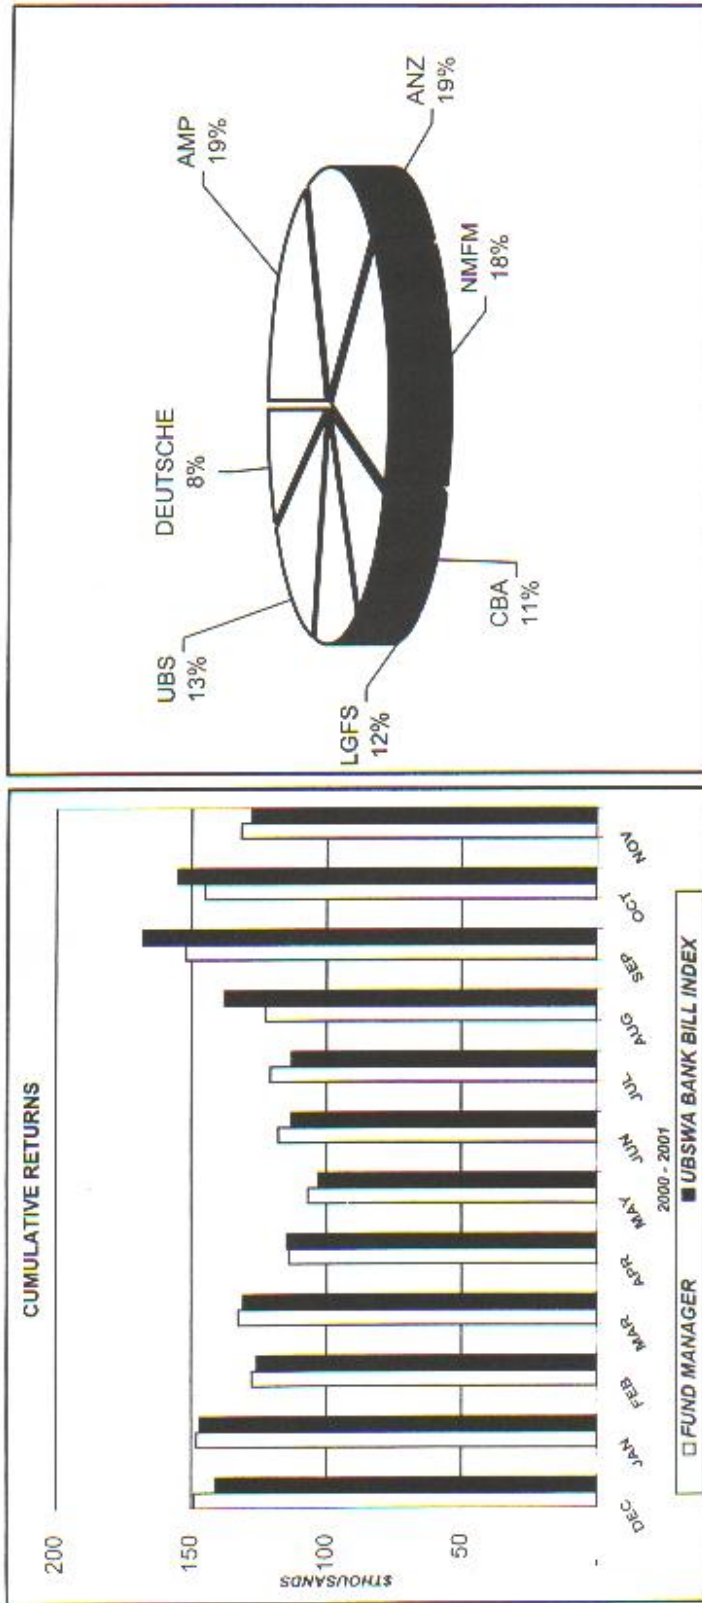 CUMULATIVE RETURNS
200
150
100
50
-
$THOUSANDS
DEC
JAN
FEB
MAR
APR
MAY
JUN
JUL
AUG
SEP
OCT
NOV
2000 - 2001
□ FUND MANAGER ■ UBSWA BANK BILL INDEX
DEUTSCHE
8%
AMP
19%
UBS
13%
ANZ
19%
LGFS
12%
CBA
11%
NMFM
18%